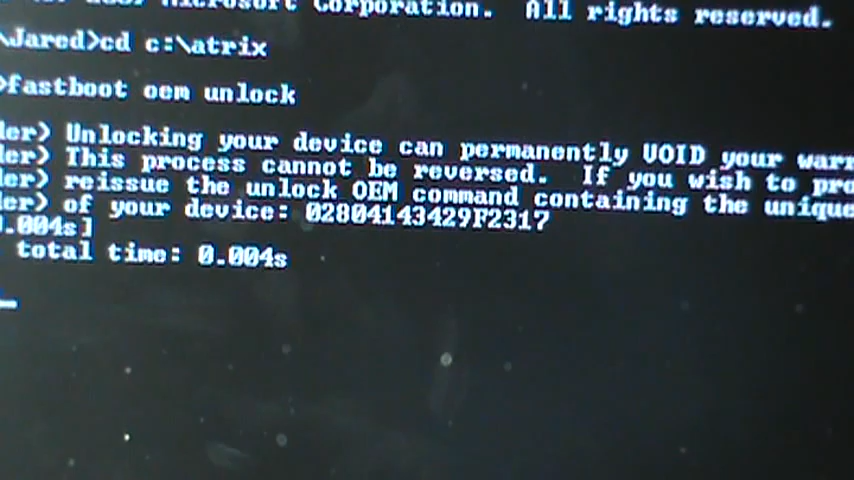 Microsoft Corporation. All rights reserved.
\Jared>cd c:\atrix
>fastboot oem unlock
der) Unlocking your device can permanently VOID your warr
der) This process cannot be reversed. If you wish to pro
der) reissue the unlock OEM command containing the unique
der) of your device: 02804143429F2317
0.004s]
total time: 0.004s